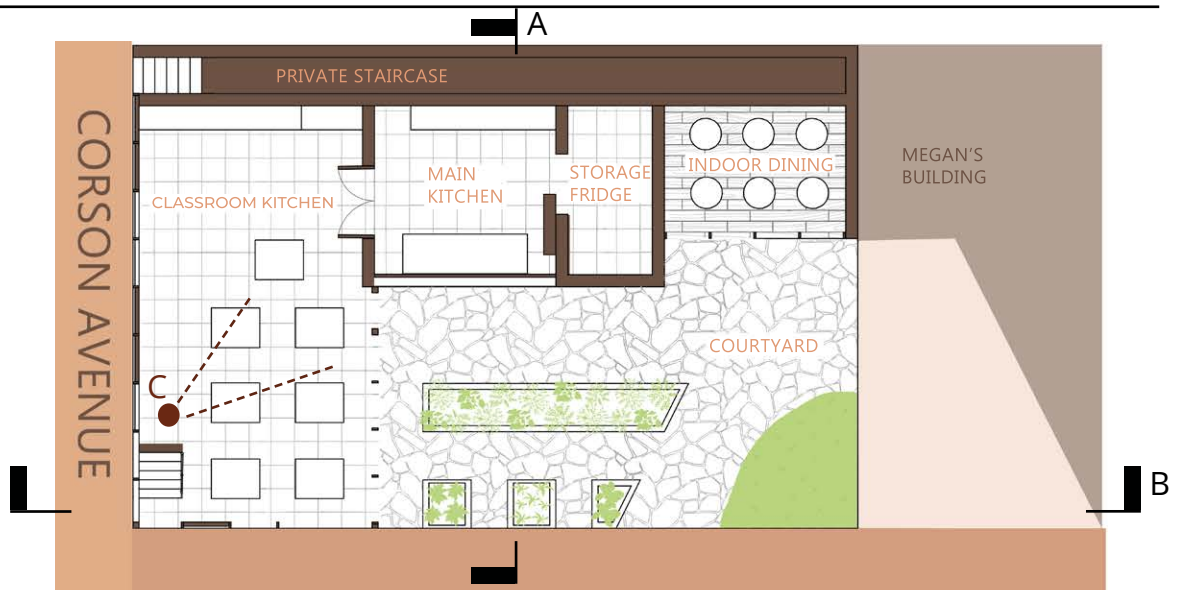 A
PRIVATE STAIRCASE
CORSON AVENUE
CLASSROOM KITCHEN
MAIN
KITCHEN
STORAGE
FRIDGE
INDOOR DINING
MEGAN'S
BUILDING
COURTYARD
C
B